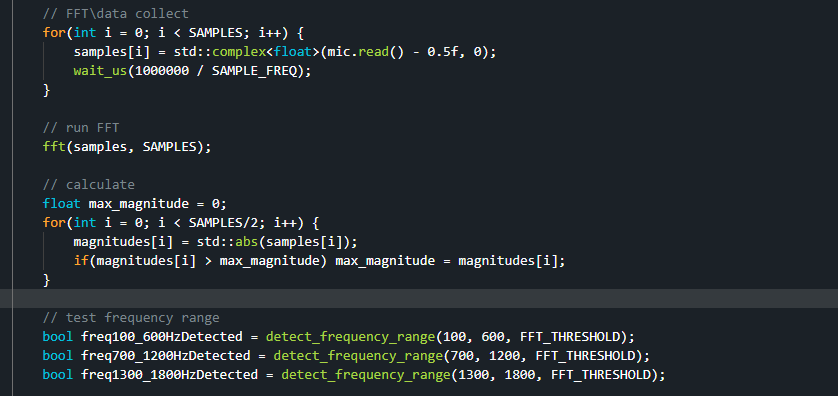 // FFT\data collect
for(int i = 0; i < SAMPLES; i++) {
samples[i] = std::complex<float>(mic.read() - 0.5f, 0);
wait_us(1000000 / SAMPLE_FREQ);
}
// run FFT
fft(samples, SAMPLES);
// calculate
float max_magnitude = 0;
for(int i = 0; i < SAMPLES/2; i++) {
magnitudes[i] = std::abs(samples[i]);
if(magnitudes[i] > max_magnitude) max_magnitude = magnitudes[i];
}
// test frequency range
bool freq100_600HzDetected = detect_frequency_range(100, 600, FFT_THRESHOLD);
bool freq700_1200HzDetected = detect_frequency_range(700, 1200, FFT_THRESHOLD);
bool freq1300_1800HzDetected = detect_frequency_range(1300, 1800, FFT_THRESHOLD);